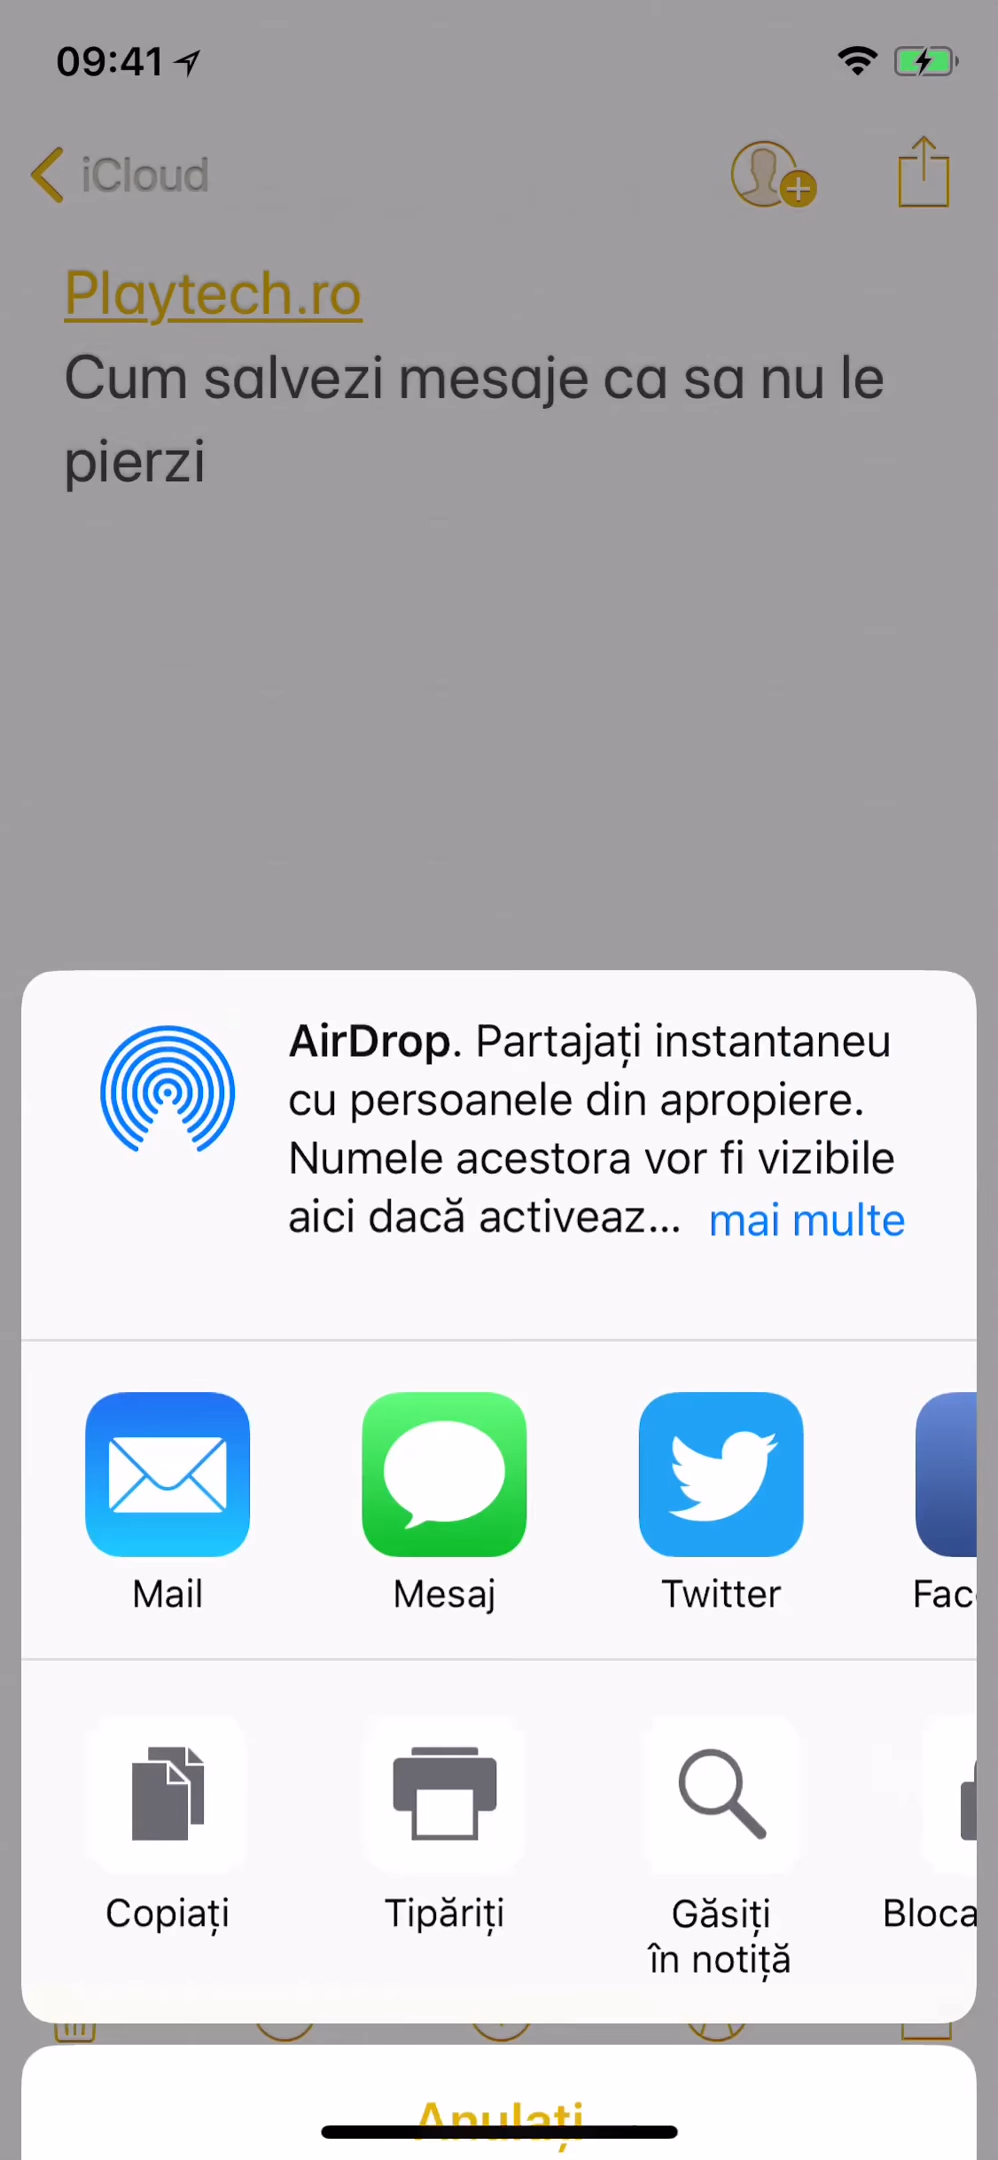 09:41
iCloud
Playtech.ro
Cum salvezi mesaje ca sa nu le
pierzi
AirDrop. Partajați instantaneu
cu persoanele din apropiere.
Numele acestora vor fi vizibile
aici dacă activeaz... mai multe
Mail Mesaj Twitter Fac
Copiați Tipăriți Găsiți Bloca
în notiță
Anulați